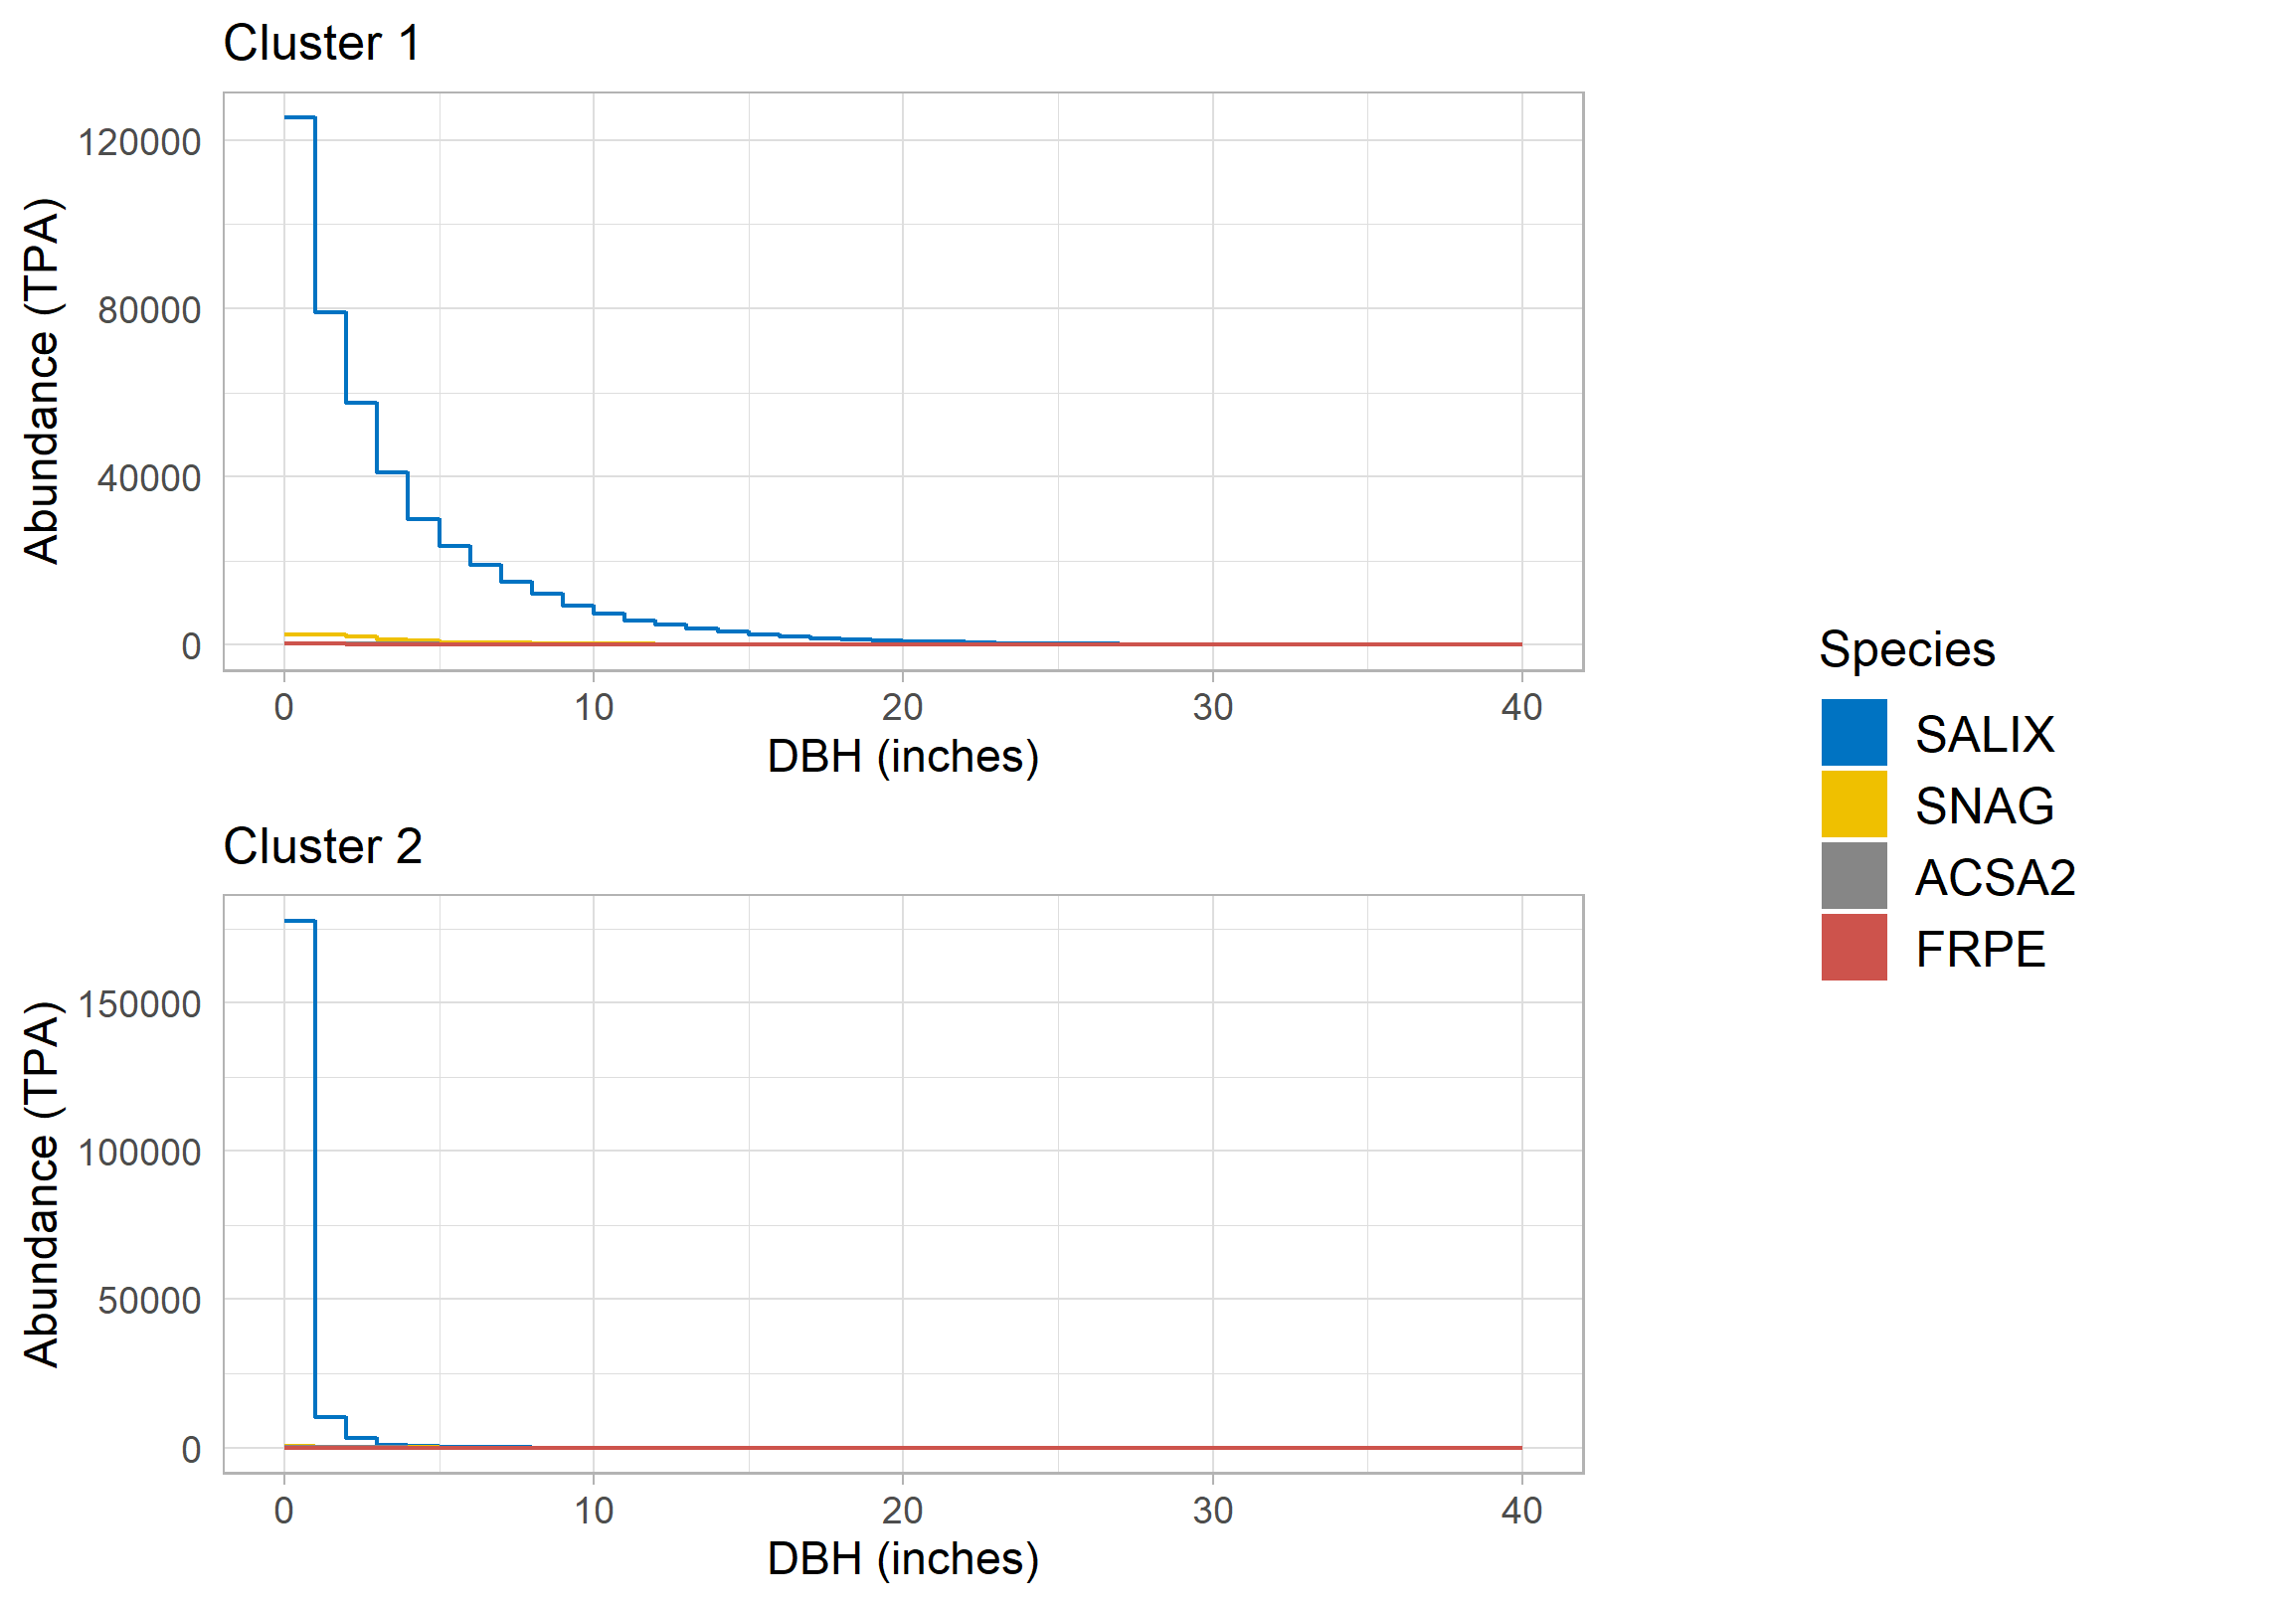 Cluster 1
Abundance (TPA)
120000
80000
40000
0
0 10 20 30 40
DBH (inches)
Cluster 2
Abundance (TPA)
150000
100000
50000
0
0 10 20 30 40
DBH (inches)
Species
SALIX
SNAG
ACSA2
FRPE